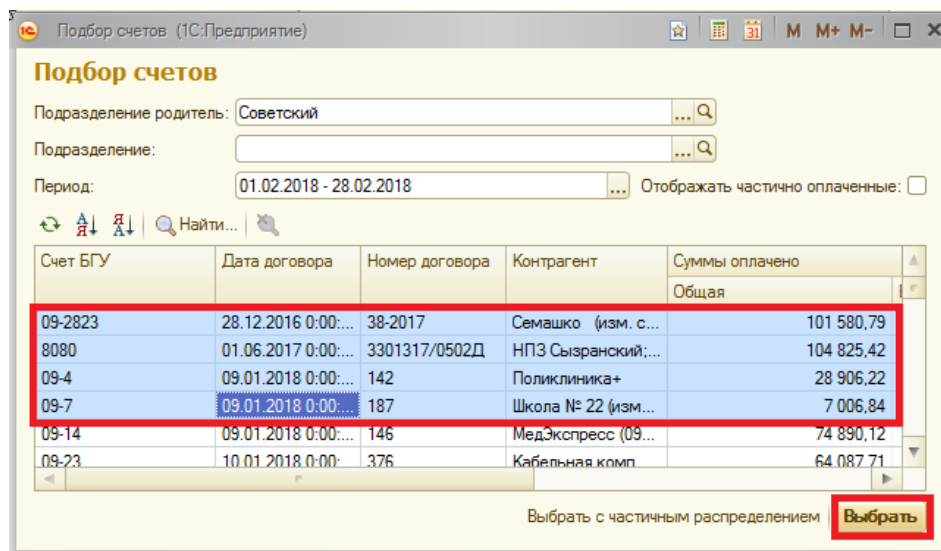 Подбор счетов (1С:Предприятие) 31 M M+ M-
Подбор счетов
Подразделение родитель: Советский ...
Подразделение: ...
Период: 01.02.2018 - 28.02.2018 ... Отображать частично оплаченные:
Найти...
Счет БГУ Дата договора Номер договора Контрагент Суммы оплачено
Общая
09-2823 28.12.2016 0:00:... 38-2017 Семашко (изм. с... 101 580,79
8080 01.06.2017 0:00:... 3301317/0502Д НПЗ Сызранский;... 104 825,42
09-4 09.01.2018 0:00:... 142 Поликлиника+ 28 906,22
09-7 09.01.2018 0:00:... 187 Школа № 22 (изм... 7 006,84
09-14 09.01.2018 0:00:... 146 МедЭкспресс (09... 74 890,12
09-23 10.01.2018 0:00: 376 Кабельная комп 64 087,71
Выбрать с частичным распределением Выбрать